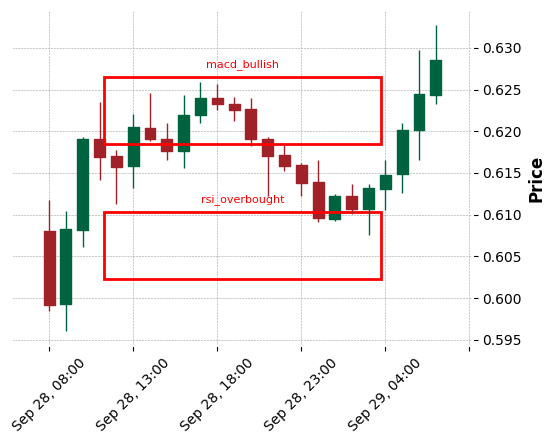 macd_bullish
rsi_overbought
0.630
0.625
0.620
0.615
0.610
0.605
0.600
0.595
Price
Sep 28, 08:00
Sep 28, 13:00
Sep 28, 18:00
Sep 28, 23:00
Sep 29, 04:00